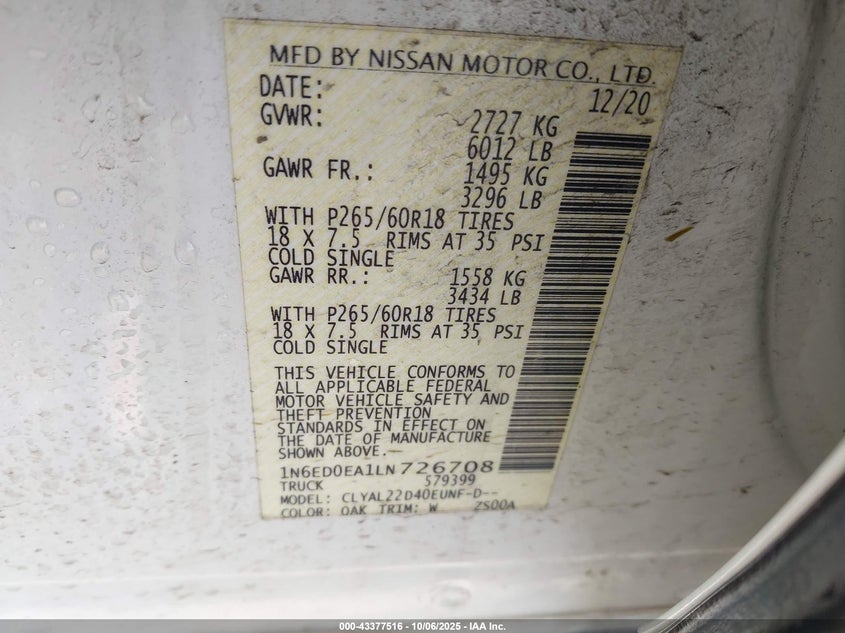 MFD BY NISSAN MOTOR CO., LTD.
DATE: 12/20
GVWR: 2727 KG
6012 LB
GAWR FR.: 1495 KG
3296 LB
WITH P265/60R18 TIRES
18 X 7.5 RIMS AT 35 PSI
COLD SINGLE
GAWR RR.: 1558 KG
3434 LB
WITH P265/60R18 TIRES
18 X 7.5 RIMS AT 35 PSI
COLD SINGLE
THIS VEHICLE CONFORMS TO
ALL APPLICABLE FEDERAL
MOTOR VEHICLE SAFETY AND
THEFT PREVENTION
STANDARDS IN EFFECT ON
THE DATE OF MANUFACTURE
SHOWN ABOVE.
1N6ED0EA1LN726708
TRUCK 579399
MODEL: CLYAL22D40EUNF-D--
COLOR: OAK TRIM: W ZS00A
000-43377516 - 10/06/2025 - IAA Inc.